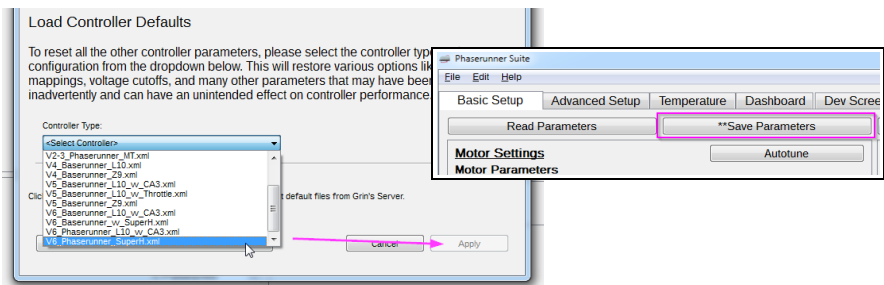 Load Controller Defaults
To reset all the other controller parameters, please select the controller typ
configuration from the dropdown below. This will restore various options lik
mappings, voltage cutoffs, and many other parameters that may have beer
inadvertently and can have an unintended effect on controller performance.
Controller Type:
<Select Controller>
V2-3_Phaserunner_MT.xml
V4_Baserunner_L10.xml
V4_Baserunner_Z9.xml
V5_Baserunner_L10_w_CA3.xml
V5_Baserunner_L10_w_Throttle.xml
V5_Baserunner_Z9.xml
V6_Baserunner_L10_w_CA3.xml
V6_Baserunner_w_SuperH.xml
V6_Phaserunner_L10_w_CA3.xml
V6_Phaserunner_SuperH.xml
Clic
t default files from Grin's Server.
Cancel
Apply
Phaserunner Suite
File Edit Help
Basic Setup Advanced Setup Temperature Dashboard Dev Scree
Read Parameters **Save Parameters
Motor Settings Autotune
Motor Parameters